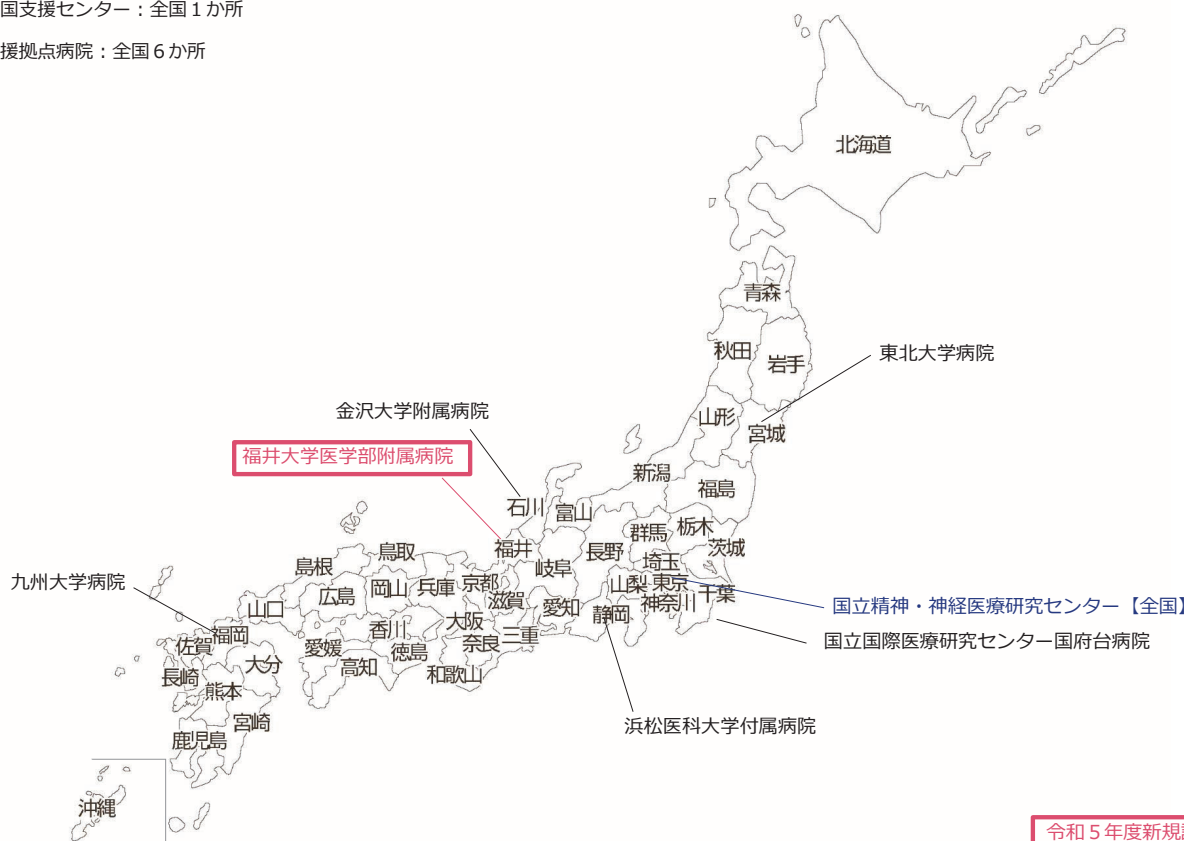 国支援センター：全国１か所
援拠点病院：全国６か所
北海道
青森
秋田
岩手
東北大学病院
金沢大学附属病院
山形
宮城
福井大学医学部附属病院
新潟
福島
石川
富山
群馬
栃木
福井
長野
茨城
鳥取
島根
岐阜
埼玉
九州大学病院
広島
岡山
兵庫
京都
滋賀
山梨
東京
千葉
山口
愛知
静岡
神奈川
国立精神・神経医療研究センター【全国】
福岡
香川
大阪
国立国際医療研究センター国府台病院
佐賀
愛媛
徳島
奈良
三重
大分
高知
和歌山
長崎
熊本
宮崎
浜松医科大学付属病院
鹿児島
沖縄
令和５年度新規